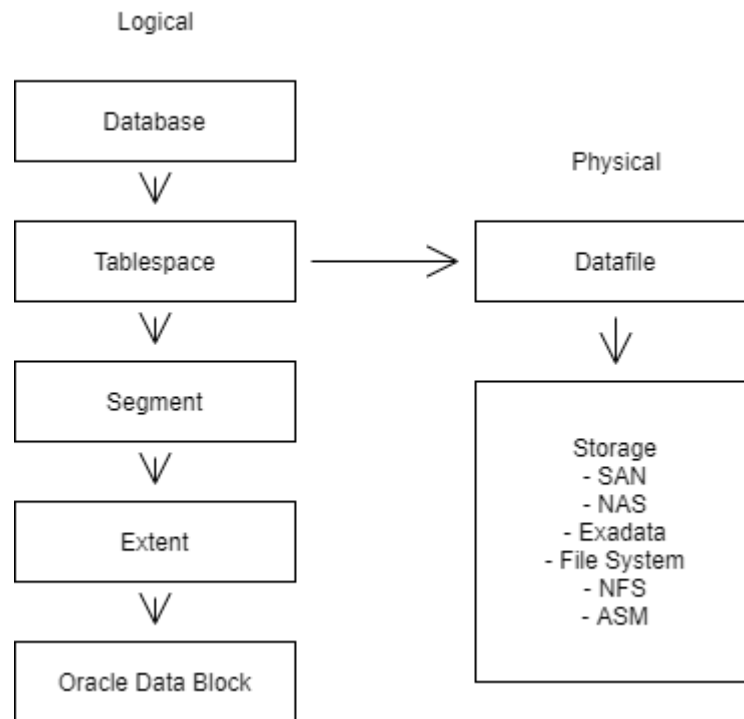 Logical
Database
Tablespace
Segment
Extent
Oracle Data Block
Physical
Datafile
Storage
- SAN
- NAS
- Exadata
- File System
- NFS
- ASM